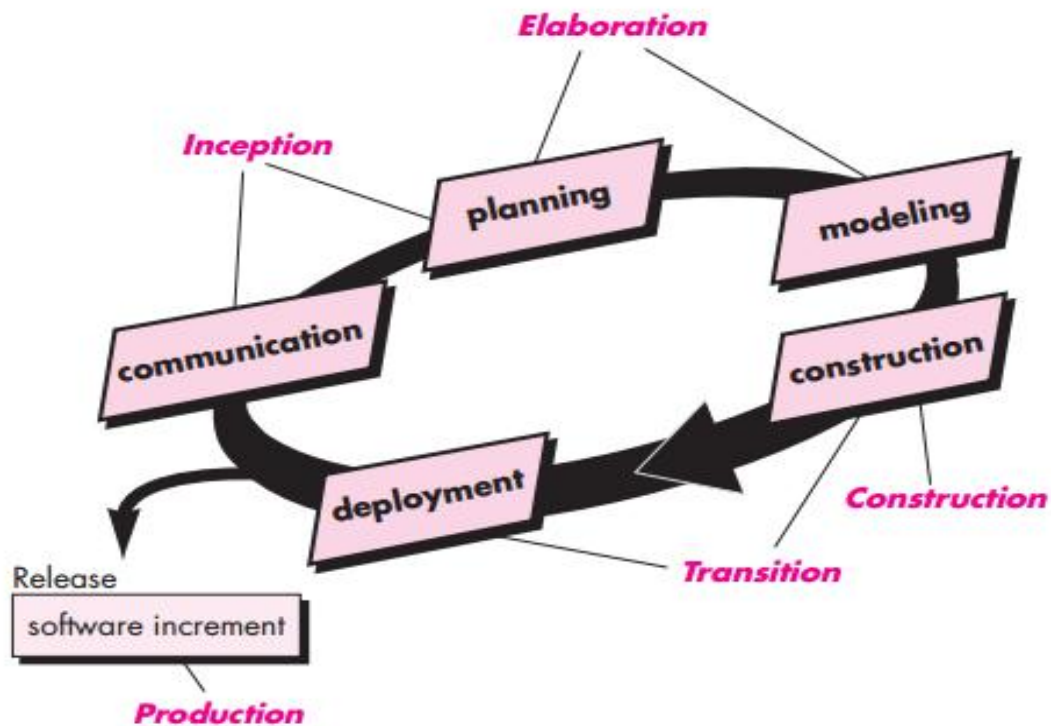 Elaboration
Inception
planning
modeling
communication
construction
deployment
Construction
Transition
Release
software increment
Production